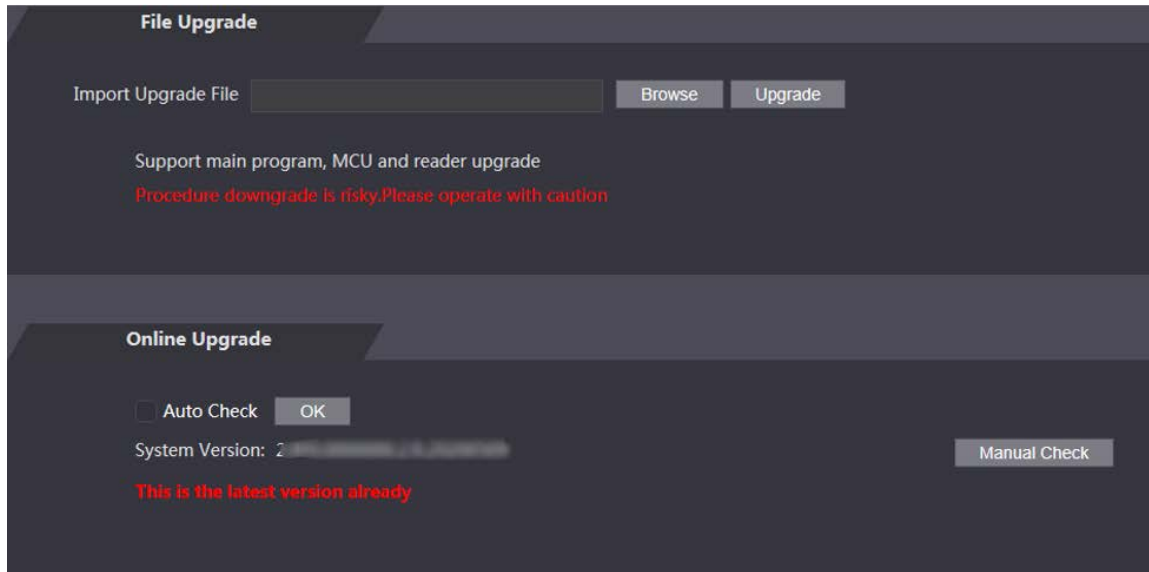 File Upgrade
Import Upgrade File Browse Upgrade
Support main program, MCU and reader upgrade
Procedure downgrade is risky.Please operate with caution
Online Upgrade
Auto Check OK
System Version: 2
Manual Check
This is the latest version already